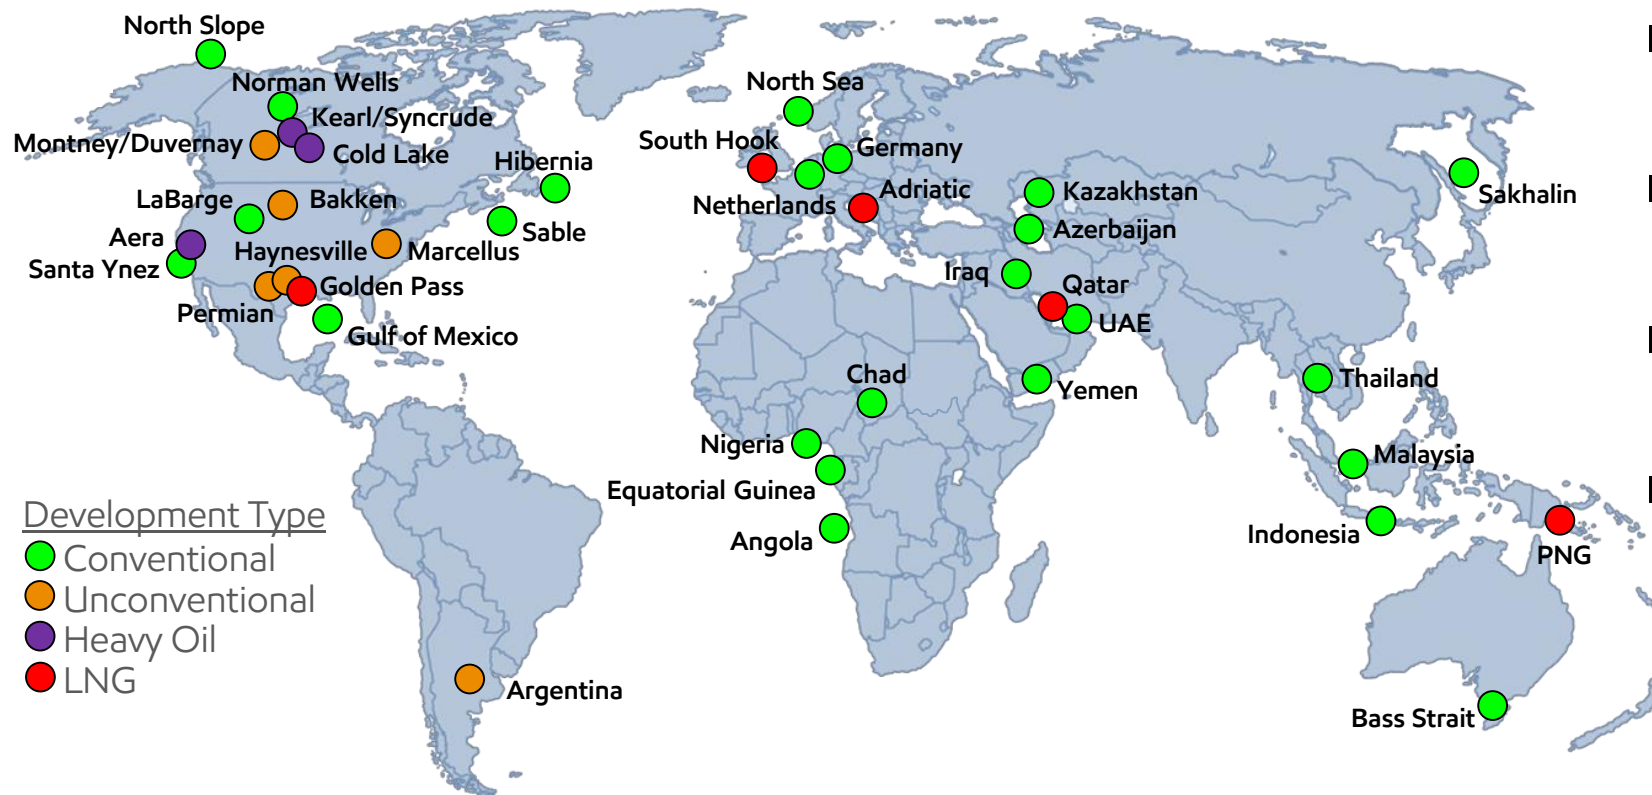 North Slope
Norman Wells
Kearl/Syncrude
Montney/Duvernay
Cold Lake
Hibernia
LaBarge
Bakken
Sable
Aera
Haynesville
Marcellus
Santa Ynez
Golden Pass
Permian
Gulf of Mexico
North Sea
South Hook
Germany
Adriatic
Netherlands
Kazakhstan
Azerbaijan
Sakhalin
Iraq
Qatar
UAE
Chad
Yemen
Thailand
Nigeria
Malaysia
Equatorial Guinea
Angola
Indonesia
PNG
Argentina
Bass Strait
Development Type
Conventional
Unconventional
Heavy Oil
LNG